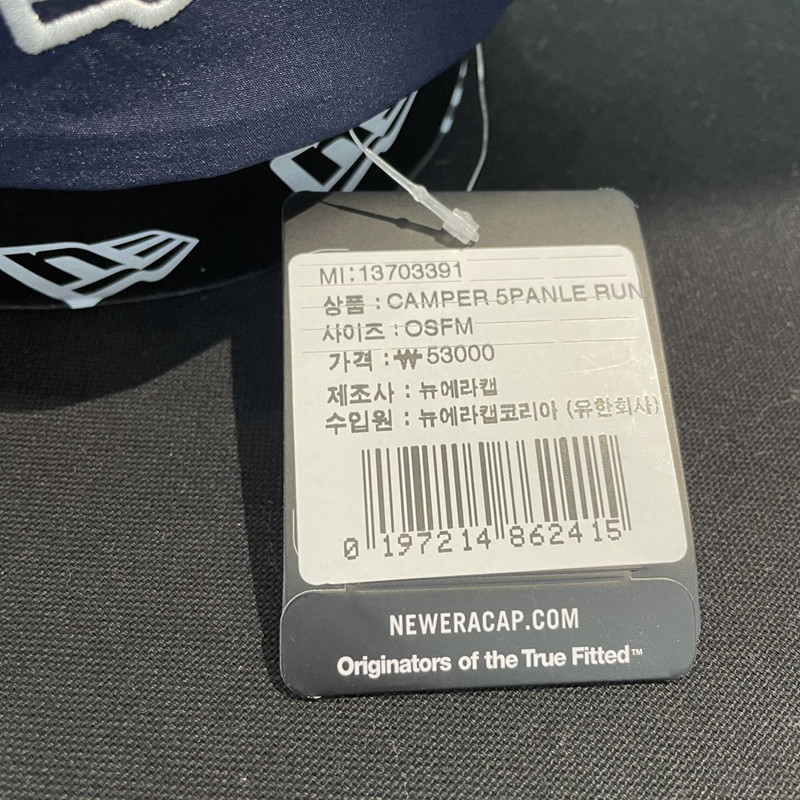 MI:13703391
상품 : CAMPER 5PANLE RUN
사이즈 : OSFM
가격 : ₩53000
제조사 : 뉴에라캡
수입원 : 뉴에라캡코리아 (유한회사)
0 197214 862415
NEWERACAP.COM
Originators of the True Fitted™